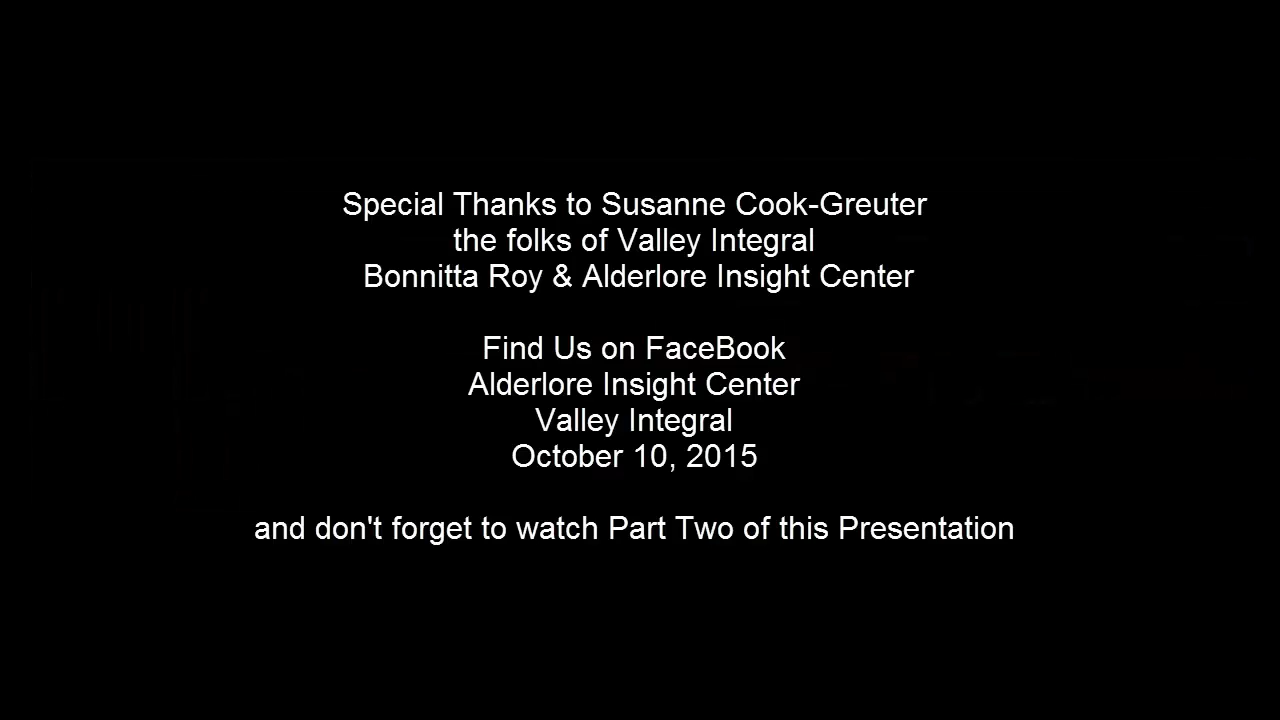 Special Thanks to Susanne Cook-Greuter
the folks of Valley Integral
Bonnitta Roy & Alderlore Insight Center
Find Us on FaceBook
Alderlore Insight Center
Valley Integral
October 10, 2015
and don't forget to watch Part Two of this Presentation